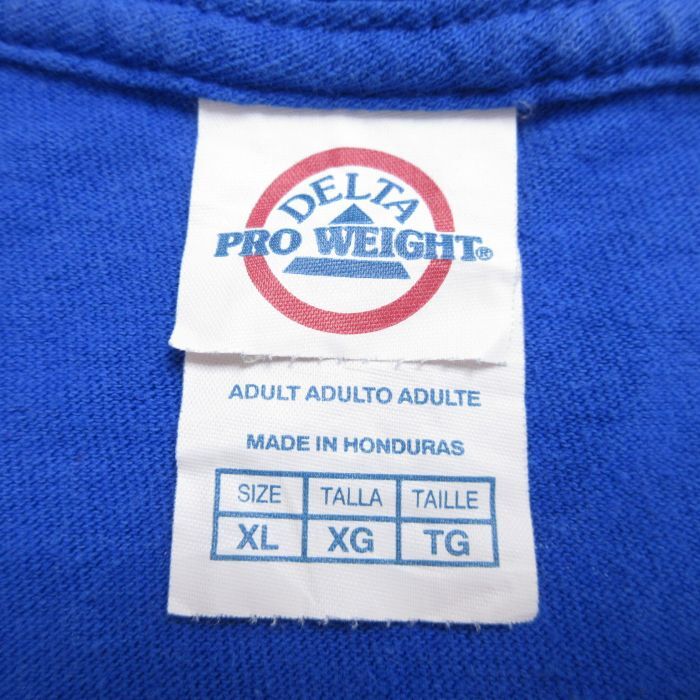 DELTA
PRO WEIGHT®
ADULT ADULTO ADULTE
MADE IN HONDURAS
SIZE TALLA TAILLE
XL XG TG